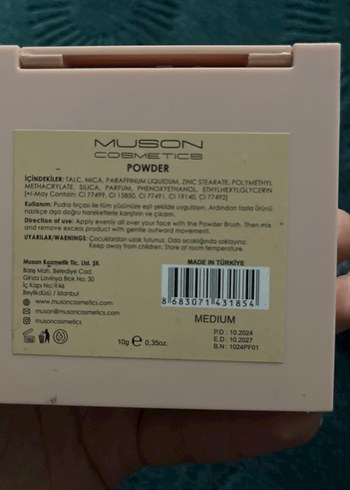 MUSON
COSMETICS
POWDER
İÇİNDEKİLER: TALC, MICA, PARAFFINUM LIQUIDUM, ZINC STEARATE, POLYMETYL
METHACRYLATE, SILICA, PARFUM, PHENOXYETHANOL, ETHYLHEXYLGLYCERIN
[+/-May Contain: CI 77499, CI 15850, CI 77491, CI 19140, CI 77492]
Kullanım: Pudra fırçası ile tüm yüzünüze eşit şekilde uygulayın. Ardından fazla ürünü
nazikçe dışa doğru hareketlerle karıştırın ve çıkarın.
Direction of use: Apply evenly all over your face with the Powder Brush. Then mix
and remove excess product with gentle outward movement.
UYARILAR/WARNINGS: Çocuklardan uzak tutunuz. Oda sıcaklığında saklayınız.
Keep away from children. Store at room temperature.
Muson Kozmetik Tic. Ltd. Şt.
Barış Mah. Belediye Cad.
Ginza Lavinya Blok No: 30
İç Kapı No:
Beylikdüzü / İstanbul
www.musoncosmetics.com
muson@musoncosmetics.com
musoncosmetics
MADE IN TÜRKİYE
8 683071 431854
MEDIUM
10g e 0,35oz.
P.D : 10.2024
E.D : 10.2027
B.N : 1024PF01